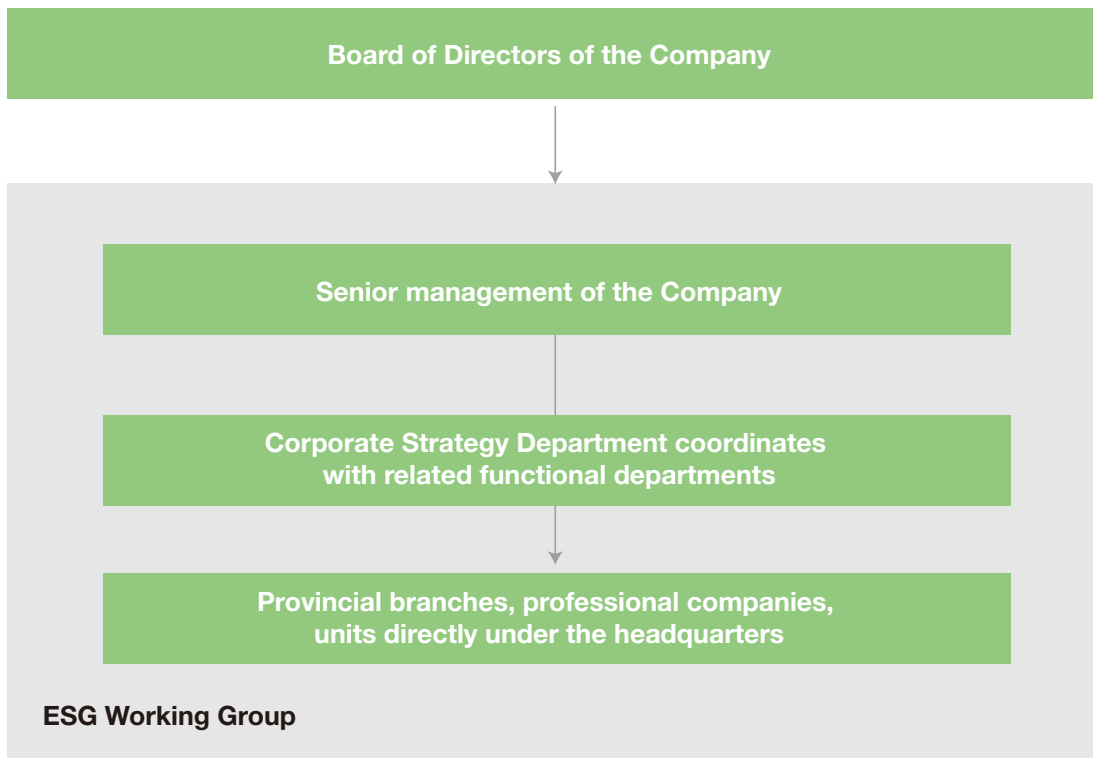 Board of Directors of the Company
Senior management of the Company
Corporate Strategy Department coordinates
with related functional departments
Provincial branches, professional companies,
units directly under the headquarters
ESG Working Group